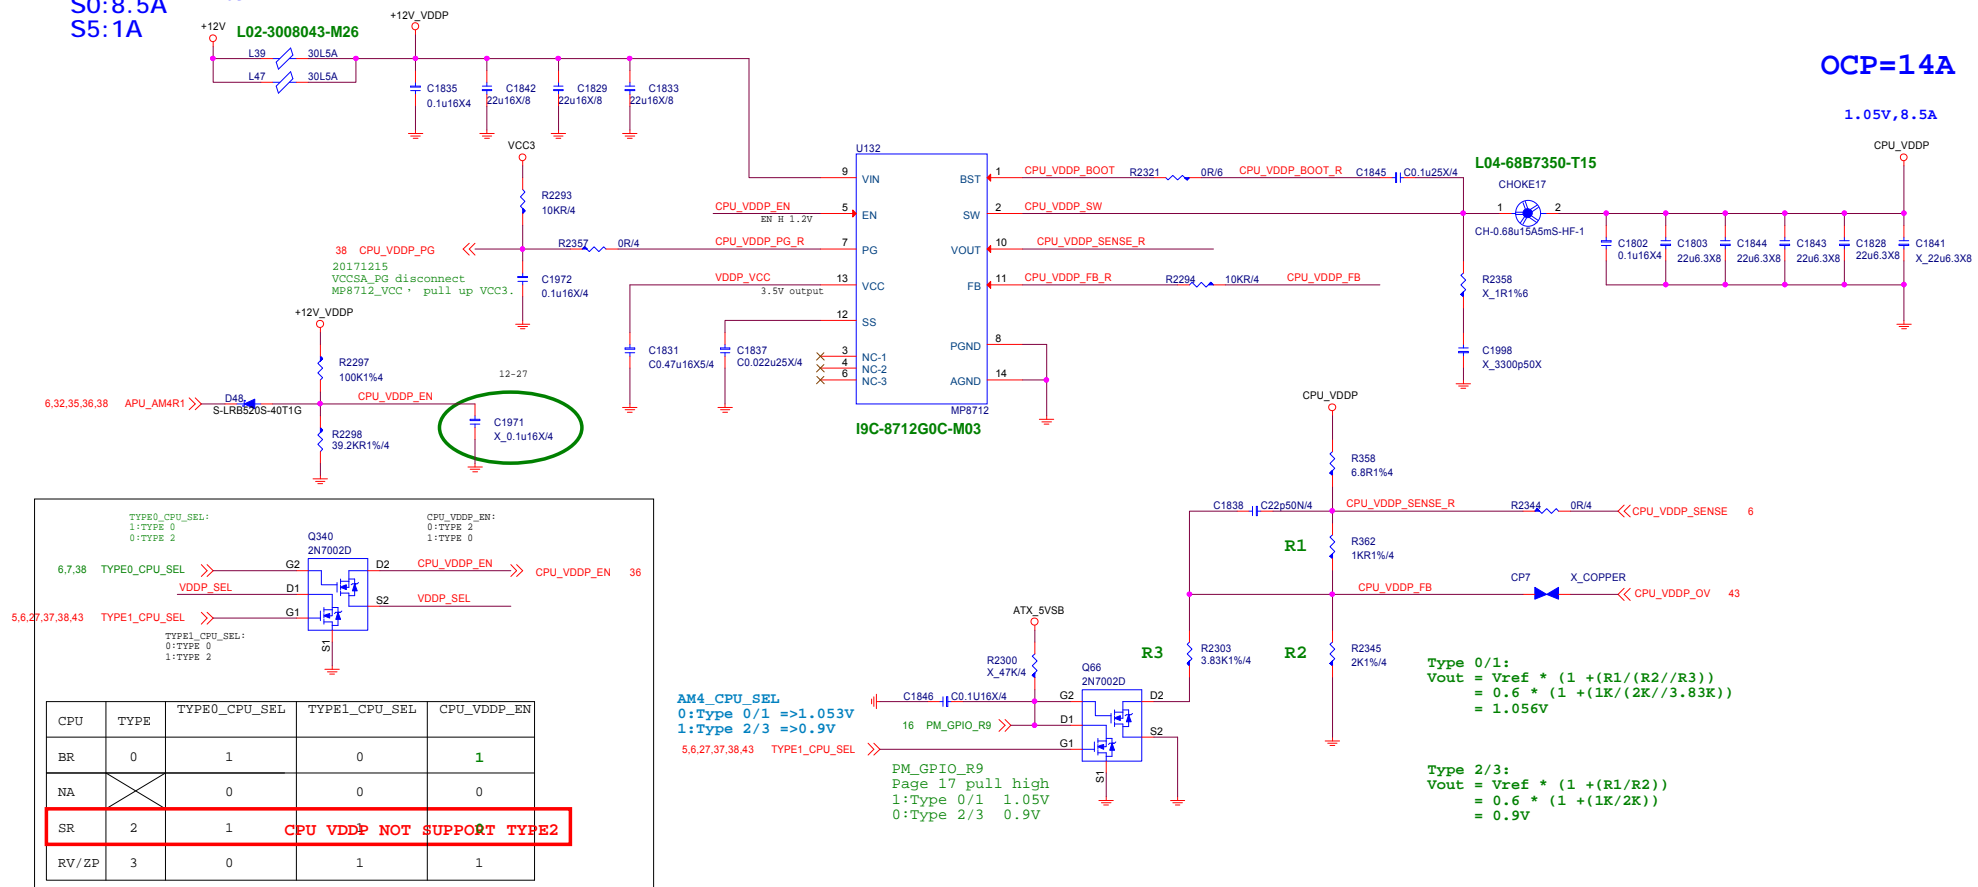 S0:8.5A
S5:1A
+12V
L02-3008043-M26
+12V_VDDP
L39
30L5A
L47
30L5A
C1835
0.1u16X4
C1842
22u16X/8
C1829
22u16X/8
C1833
22u16X/8
OCP=14A
1.05V,8.5A
CPU_VDDP
VCC3
R2293
10KR/4
38 CPU_VDDP_PG
R2357
0R/4
20171215
VCCSA_PG disconnect
MP8712_VCC, pull up VCC3.
C1972
0.1u16X/4
CPU_VDDP_EN
EN H 1.2V
CPU_VDDP_PG_R
VDDP_VCC
3.5V output
U132
9 VIN
5 EN
7 PG
13 VCC
12 SS
3 NC-1
4 NC-2
6 NC-3
BST 1
SW 2
VOUT 10
FB 11
PGND 8
AGND 14
MP8712
I9C-8712G0C-M03
C1831
C0.47u16X5/4
C1837
C0.022u25X/4
CPU_VDDP_BOOT
R2321
0R/6
CPU_VDDP_BOOT_R
C1845
C0.1u25X/4
CPU_VDDP_SW
CPU_VDDP_SENSE_R
CPU_VDDP_FB_R
R2294
10KR/4
CPU_VDDP_FB
L04-68B7350-T15
CHOKE17
1 2
CH-0.68u15A5mS-HF-1
R2358
X_1R1%6
C1998
X_3300p50X
C1802
0.1u16X4
C1803
22u6.3X8
C1844
22u6.3X8
C1843
22u6.3X8
C1828
22u6.3X8
C1841
X_22u6.3X8
+12V_VDDP
R2297
100K1%4
6,32,35,36,38 APU_AM4R1
D48
S-LRB520S-40T1G
CPU_VDDP_EN
R2298
39.2KR1%/4
12-27
C1971
X_0.1u16X/4
TYPE0_CPU_SEL:
1:TYPE 0
0:TYPE 2
CPU_VDDP_EN:
0:TYPE 2
1:TYPE 0
Q340
2N7002D
6,7,38 TYPE0_CPU_SEL
G2
D2
CPU_VDDP_EN
CPU_VDDP_EN 36
VDDP_SEL
D1
S2
VDDP_SEL
5,6,27,37,38,43 TYPE1_CPU_SEL
G1
S1
TYPE1_CPU_SEL:
0:TYPE 0
1:TYPE 2
CPU TYPE TYPE0_CPU_SEL TYPE1_CPU_SEL CPU_VDDP_EN
BR 0 1 0 1
NA 0 0 0
SR 2 1 CPU VDDP NOT SUPPORT TYPE2
RV/ZP 3 0 1 1
AM4_CPU_SEL
0:Type 0/1 =>1.053V
1:Type 2/3 =>0.9V
5,6,27,37,38,43 TYPE1_CPU_SEL
ATX_5VSB
R2300
X_47K/4
C1846
C0.1U16X/4
16 PM_GPIO_R9
Q66
2N7002D
G2
D2
D1
S2
G1
S1
PM_GPIO_R9
Page 17 pull high
1:Type 0/1 1.05V
0:Type 2/3 0.9V
CPU_VDDP
R358
6.8R1%4
C1838
C22p50N/4
CPU_VDDP_SENSE_R
R2344
0R/4
CPU_VDDP_SENSE 6
R1
R362
1KR1%/4
CPU_VDDP_FB
CP7
X_COPPER
CPU_VDDP_OV 43
R3
R2303
3.83K1%/4
R2
R2345
2K1%/4
Type 0/1:
Vout = Vref * (1 +(R1/(R2//R3))
= 0.6 * (1 +(1K/(2K//3.83K))
= 1.056V
Type 2/3:
Vout = Vref * (1 +(R1/R2))
= 0.6 * (1 +(1K/2K))
= 0.9V